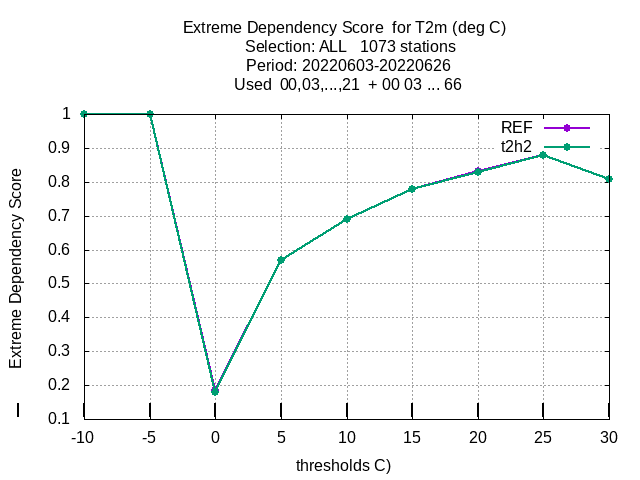 Extreme Dependency Score  for T2m (deg C)
Selection: ALL   1073 stations
Period: 20220603-20220626
Used  00,03,...,21  + 00 03 ... 66
REF
t2h2
Extreme Dependency Score
1
0.9
0.8
0.7
0.6
0.5
0.4
0.3
0.2
0.1
-10 -5 0 5 10 15 20 25 30
thresholds C)